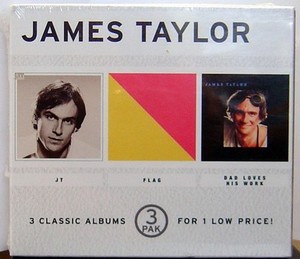 JAMES TAYLOR
JAMES TAYLOR
JT
FLAG
DAD LOVES
HIS WORK
3 CLASSIC ALBUMS
3
PAK
FOR 1 LOW PRICE!